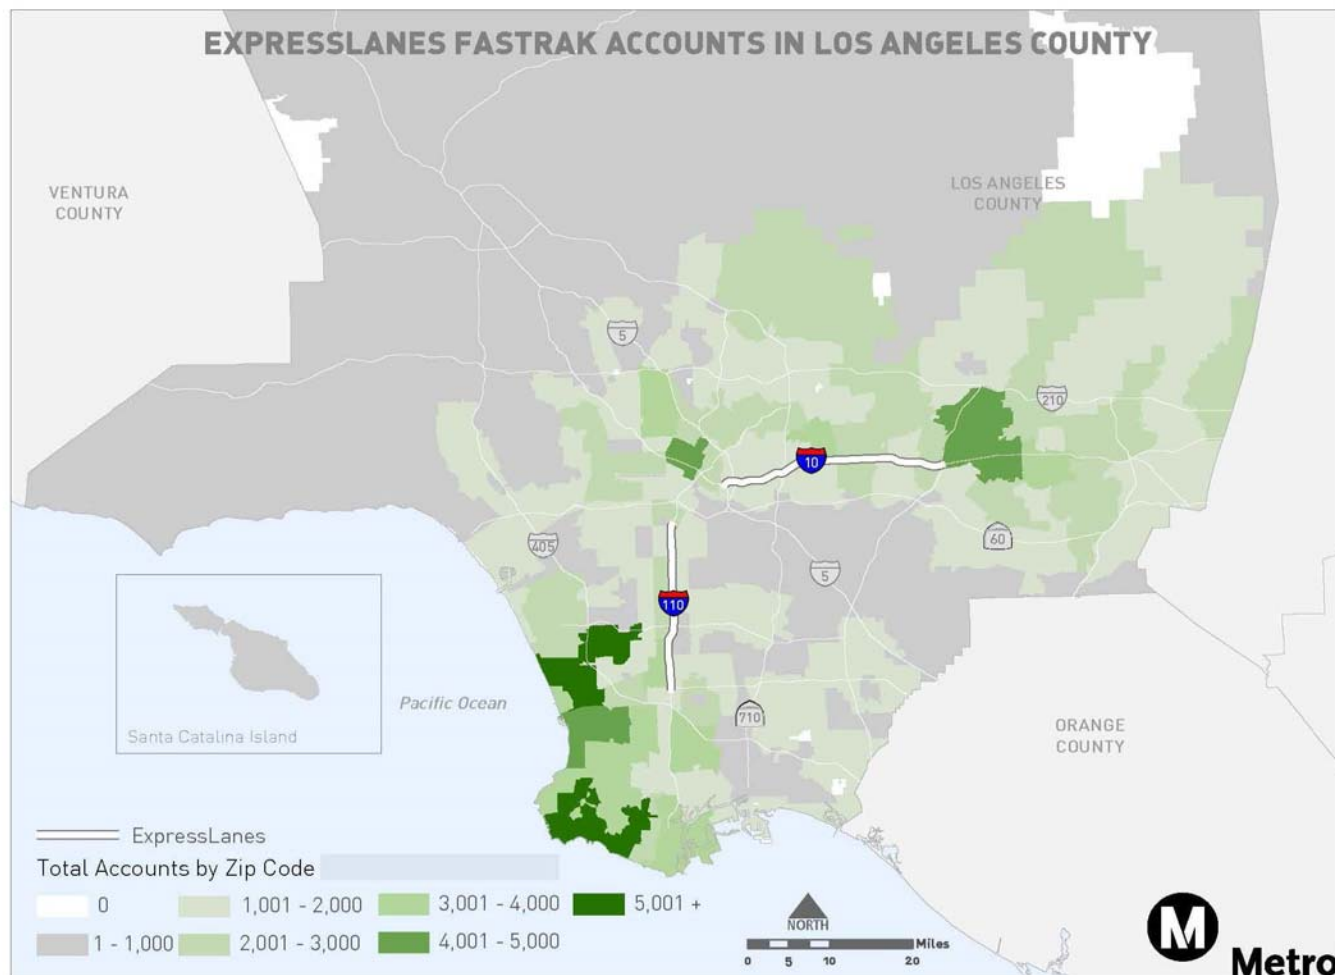 EXPRESSLANES FASTRAK ACCOUNTS IN LOS ANGELES COUNTY
VENTURA
COUNTY
LOS ANGELES
COUNTY
5
210
10
60
405
5
110
Pacific Ocean
710
ORANGE
COUNTY
Santa Catalina Island
ExpressLanes
Total Accounts by Zip Code
0
1,001 - 2,000
3,001 - 4,000
5,001 +
1 - 1,000
2,001 - 3,000
4,001 - 5,000
NORTH
Miles
0 5 10 20
M
Metro